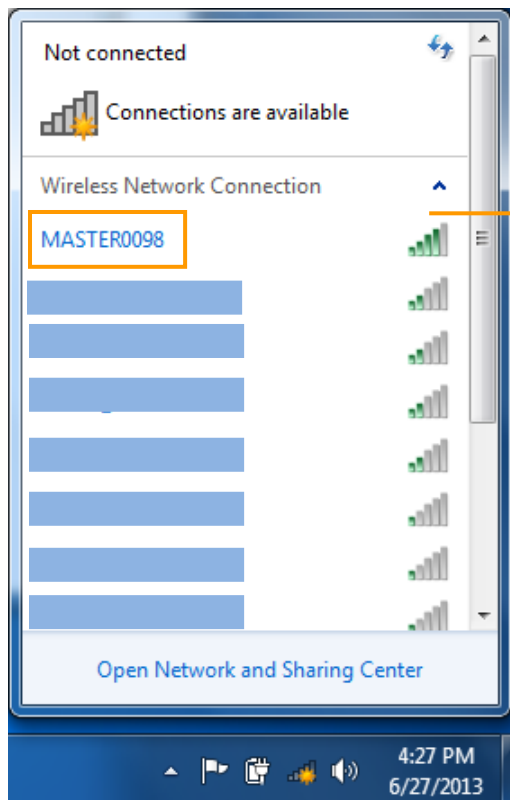 Not connected
Connections are available
Wireless Network Connection
MASTER0098
Open Network and Sharing Center
4:27 PM
6/27/2013